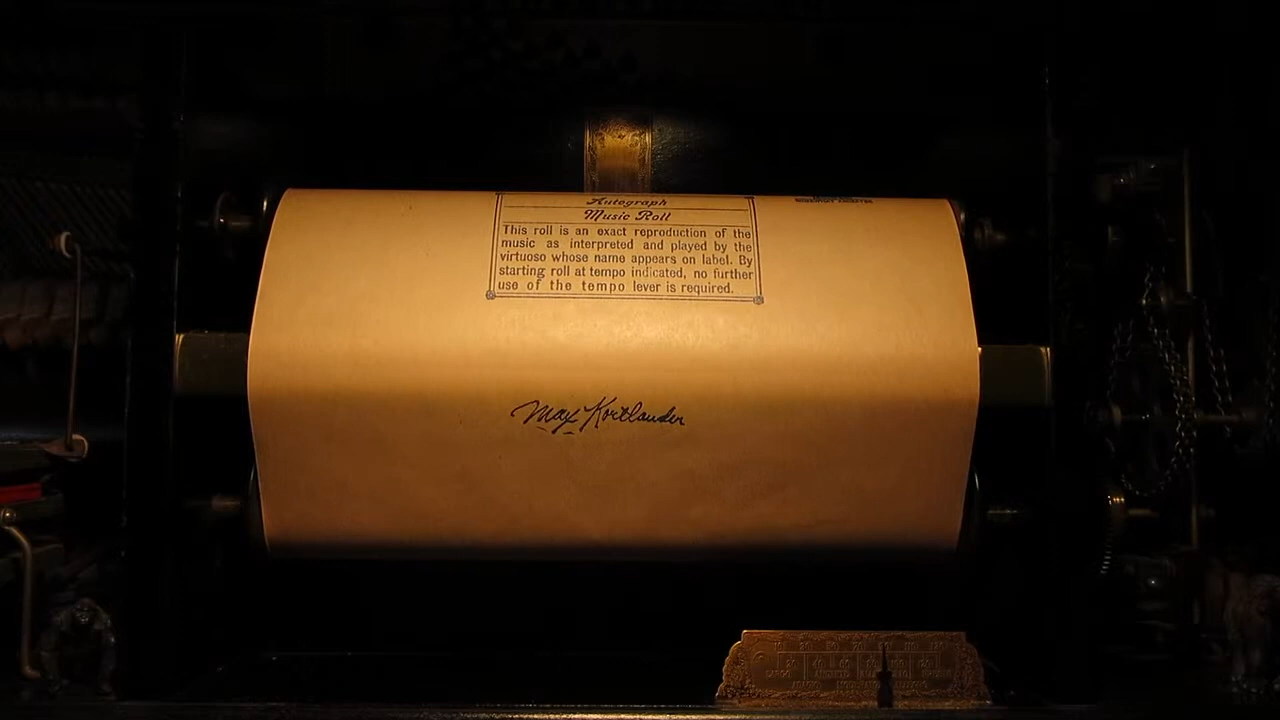 Autograph
Music Roll
This roll is an exact reproduction of the
music as interpreted and played by the
virtuoso whose name appears on label. By
starting roll at tempo indicated, no further
use of the tempo lever is required.
Max Kortlander